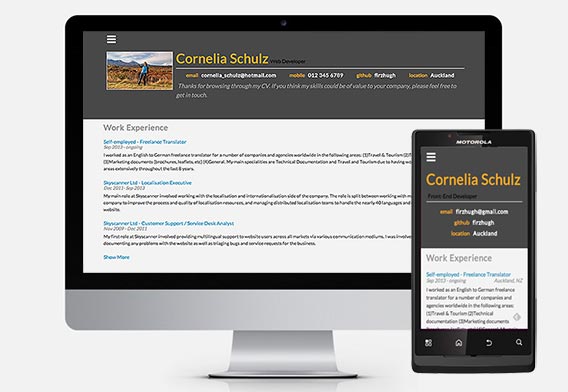 Cornelia Schulz Web Developer
email cornelia_schulz@hotmail.com mobile 012 345 6789 github firzhugh location Auckland
Thanks for browsing through my CV. If you think my skills could be of value to your company, please feel free to
get in touch.
Work Experience
Self-employed - Freelance Translator
Sep 2013 - ongoing
I worked as an English to German freelance translator for a number of companies and agencies worldwide in the following areas: (1)Travel & Tourism (2)
(3)Marketing documents (brochures, leaflets, etc) (4)General. My main specialities are Technical Documentation and Travel and Tourism due to having wo
areas extensively throughout the last 8 years.
Skyscanner Ltd - Localisation Executive
Dec 2011- Sep 2013
My main role at Skyscanner involved working with the localisation and internationalisation side of the company. The role is split between working with
company to improve the process and quality of localisation resources, and managing distributed localisation teams to handle the nearly 40 languages and
website.
Skyscanner Ltd - Customer Support / Service Desk Analyst
Nov 2009 - Dec 2011
My first role at Skyscanner involved providing multilingual support to website users across all markets via various communication mediums. I was involve
documenting any problems with the website as well as triaging bugs and service requests for the business.
Show More
MOTOROLA
Cornelia Schulz
Front-End Developer
email firzhugh@gmail.com
github firzhugh
location Auckland
Work Experience
Self-employed - Freelance Translator
Sep 2013 - ongoing Auckland, NZ
I worked as an English to German freelance
translator for a number of companies and
agencies worldwide in the following areas:
(1)Travel & Tourism (2)Technical
documentation (3)Marketing documents